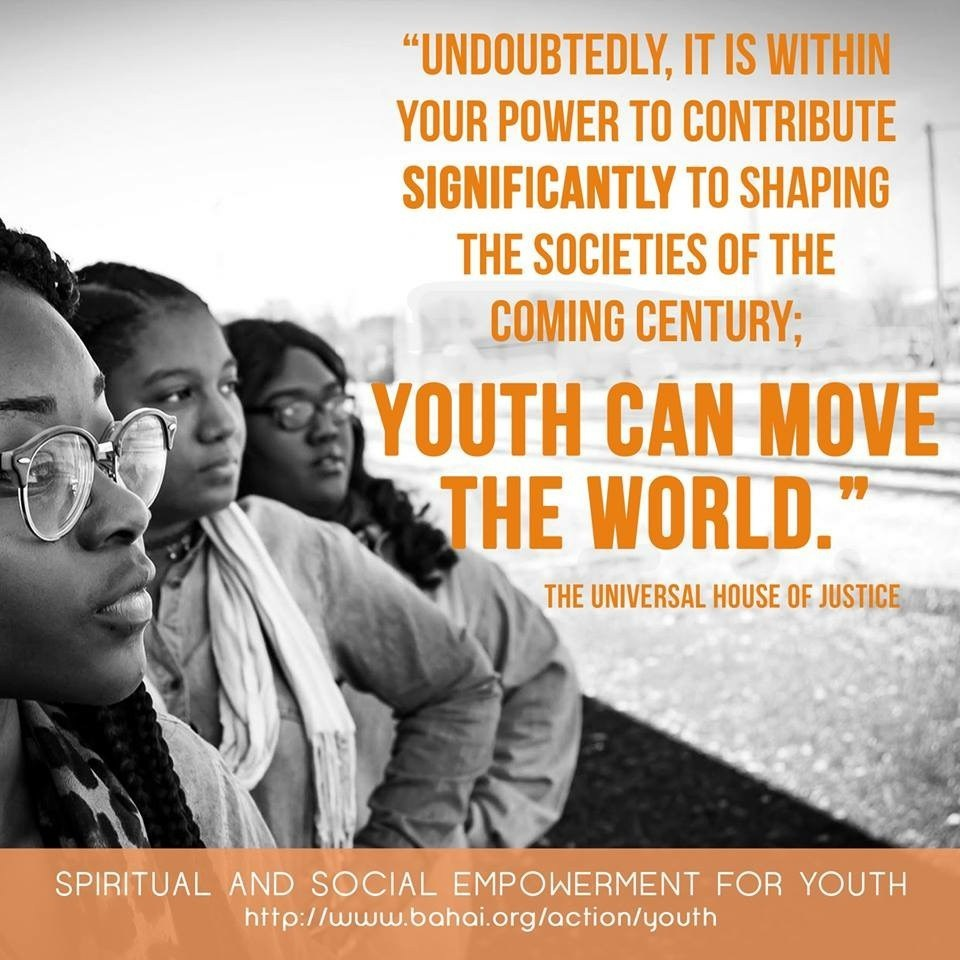 “UNDOUBTEDLY, IT IS WITHIN
YOUR POWER TO CONTRIBUTE
SIGNIFICANTLY TO SHAPING
THE SOCIETIES OF THE
COMING CENTURY;
YOUTH CAN MOVE
THE WORLD.”
THE UNIVERSAL HOUSE OF JUSTICE
SPIRITUAL AND SOCIAL EMPOWERMENT FOR YOUTH
http://www.bahai.org/action/youth